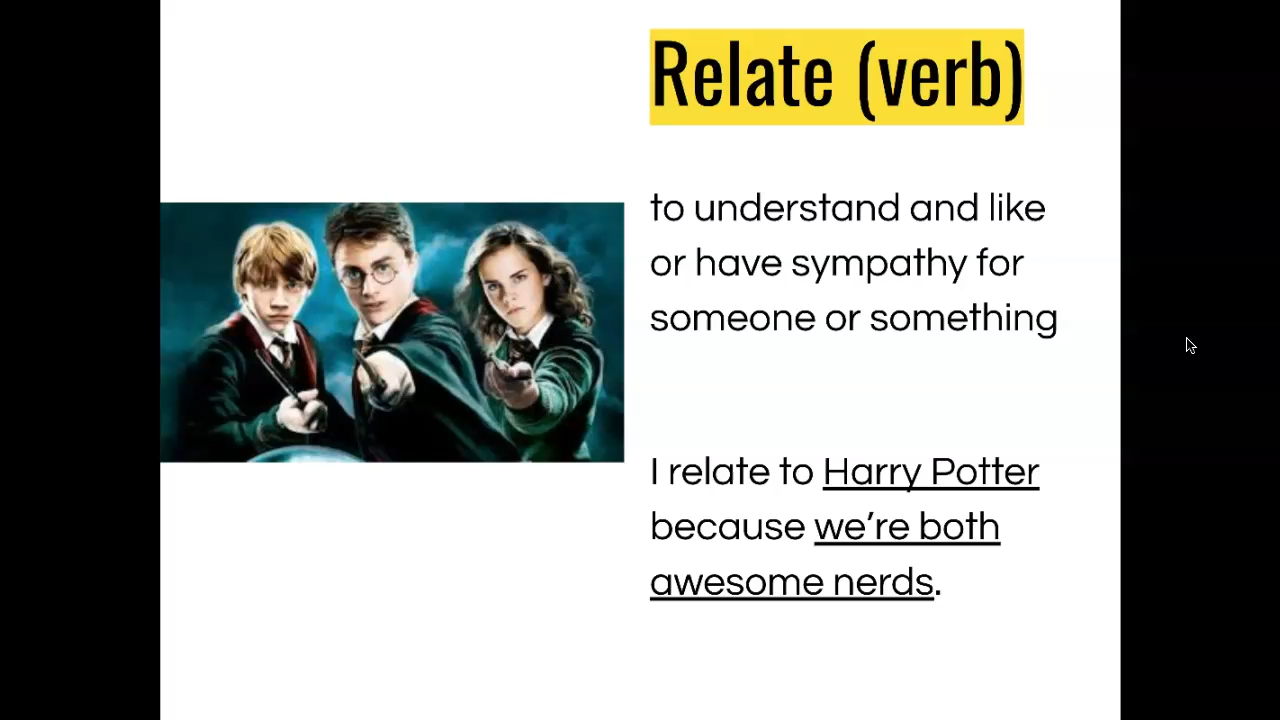 Relate (verb)
to understand and like
or have sympathy for
someone or something
I relate to Harry Potter
because we’re both
awesome nerds.